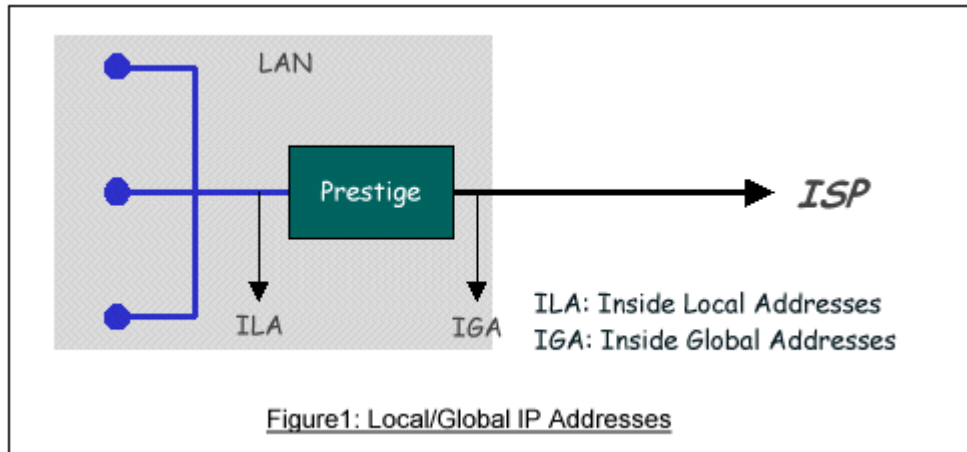 LAN
Prestige
ISP
ILA
IGA
ILA: Inside Local Addresses
IGA: Inside Global Addresses
Figure1: Local/Global IP Addresses